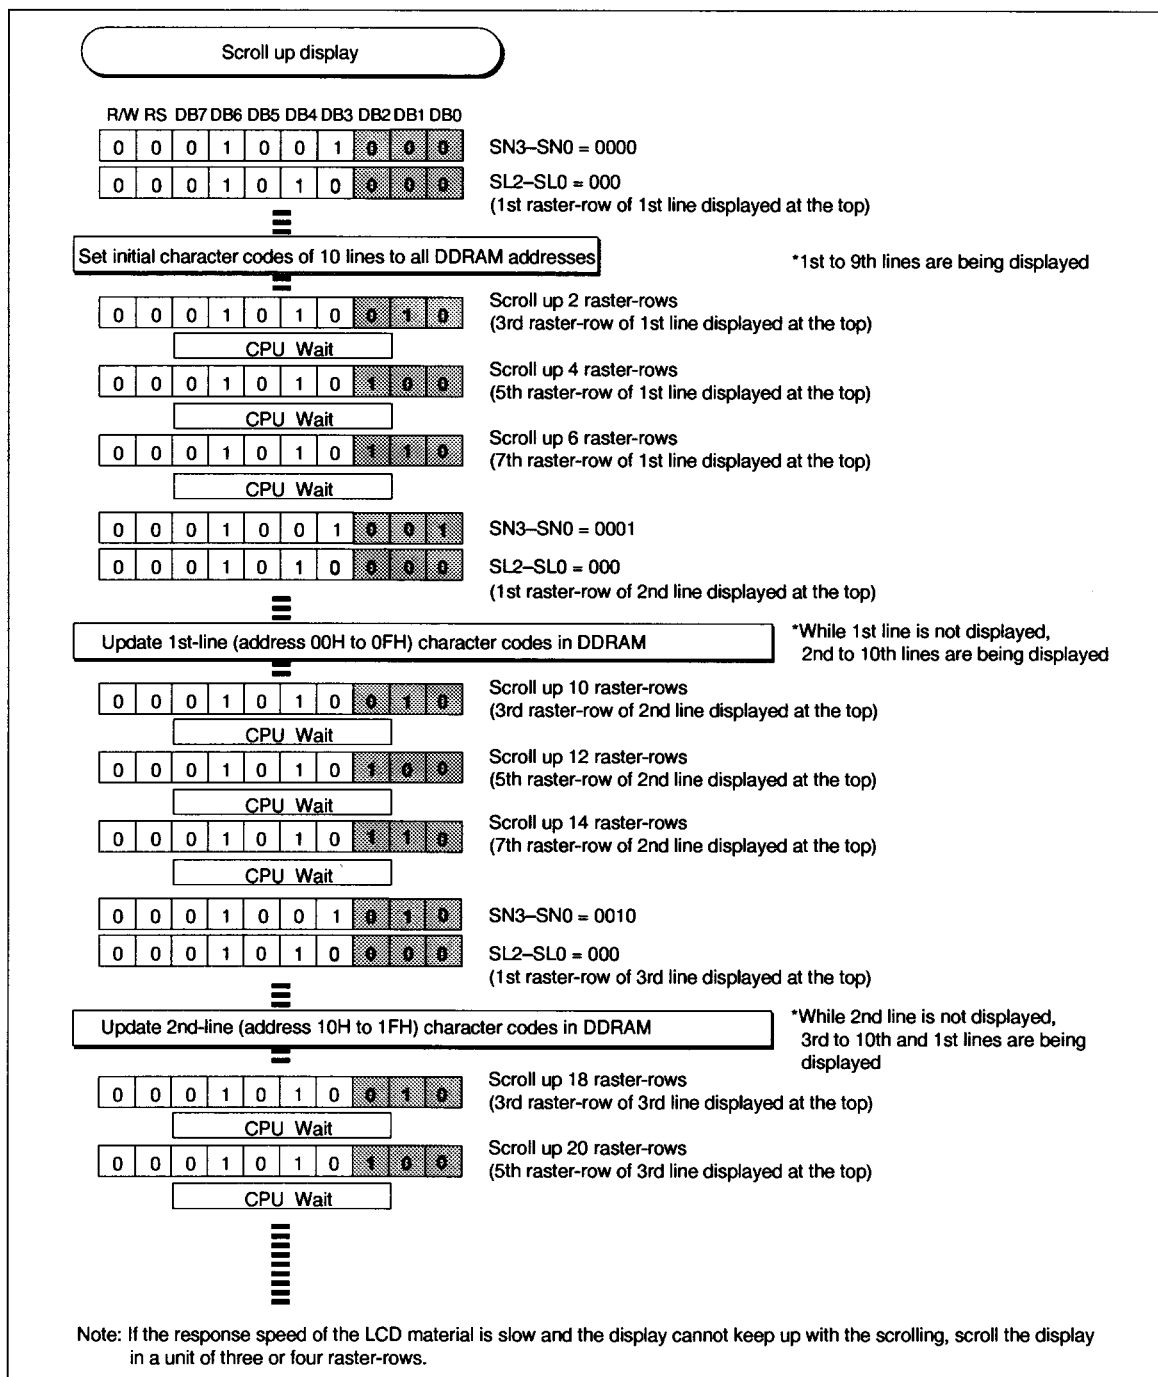 Scroll up display
R/W RS DB7 DB6 DB5 DB4 DB3 DB2 DB1 DB0
0 0 0 1 0 0 1 0 0 0 SN3–SN0 = 0000
0 0 0 1 0 1 0 0 0 0 SL2–SL0 = 000
(1st raster-row of 1st line displayed at the top)
Set initial character codes of 10 lines to all DDRAM addresses *1st to 9th lines are being displayed
Scroll up 2 raster-rows
0 0 0 1 0 1 0 0 1 0 (3rd raster-row of 1st line displayed at the top)
CPU Wait
Scroll up 4 raster-rows
0 0 0 1 0 1 0 1 0 0 (5th raster-row of 1st line displayed at the top)
CPU Wait
Scroll up 6 raster-rows
0 0 0 1 0 1 0 1 1 0 (7th raster-row of 1st line displayed at the top)
CPU Wait
0 0 0 1 0 0 1 0 0 1 SN3–SN0 = 0001
0 0 0 1 0 1 0 0 0 0 SL2–SL0 = 000
(1st raster-row of 2nd line displayed at the top)
Update 1st-line (address 00H to 0FH) character codes in DDRAM *While 1st line is not displayed,
2nd to 10th lines are being displayed
Scroll up 10 raster-rows
0 0 0 1 0 1 0 0 1 0 (3rd raster-row of 2nd line displayed at the top)
CPU Wait
Scroll up 12 raster-rows
0 0 0 1 0 1 0 1 0 0 (5th raster-row of 2nd line displayed at the top)
CPU Wait
Scroll up 14 raster-rows
0 0 0 1 0 1 0 1 1 0 (7th raster-row of 2nd line displayed at the top)
CPU Wait
0 0 0 1 0 0 1 0 1 0 SN3–SN0 = 0010
0 0 0 1 0 1 0 0 0 0 SL2–SL0 = 000
(1st raster-row of 3rd line displayed at the top)
Update 2nd-line (address 10H to 1FH) character codes in DDRAM *While 2nd line is not displayed,
3rd to 10th and 1st lines are being
displayed
Scroll up 18 raster-rows
0 0 0 1 0 1 0 0 1 0 (3rd raster-row of 3rd line displayed at the top)
CPU Wait
Scroll up 20 raster-rows
0 0 0 1 0 1 0 1 0 0 (5th raster-row of 3rd line displayed at the top)
CPU Wait
Note: If the response speed of the LCD material is slow and the display cannot keep up with the scrolling, scroll the display
in a unit of three or four raster-rows.